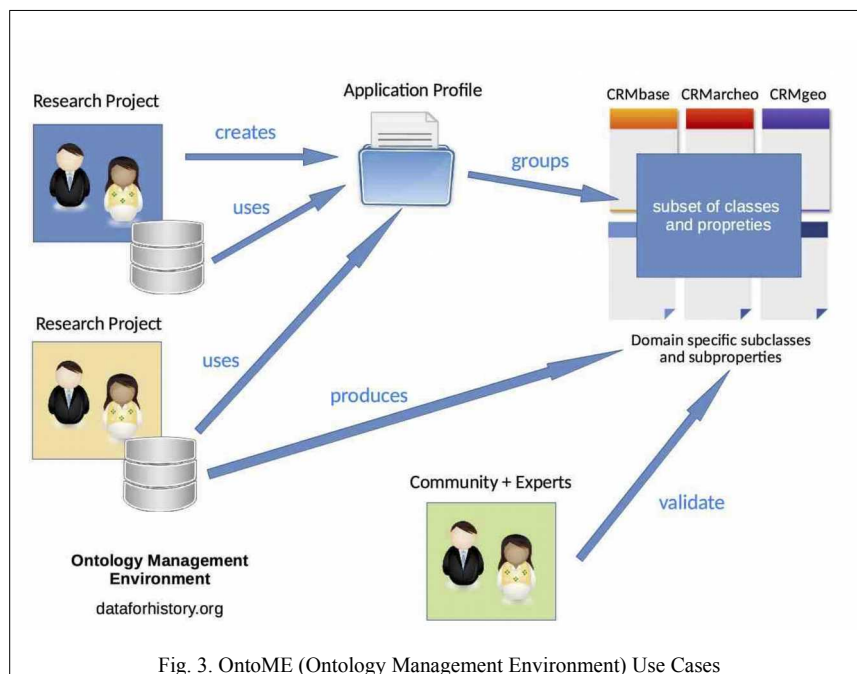 Research Project
creates
uses
Application Profile
groups
CRMbase CRMarcheo CRMgeo
subset of classes
and propreties
Research Project
uses
produces
Domain specific subclasses
and subproperties
Community + Experts
validate
Ontology Management
Environment
dataforhistory.org
Fig. 3. OntoME (Ontology Management Environment) Use Cases